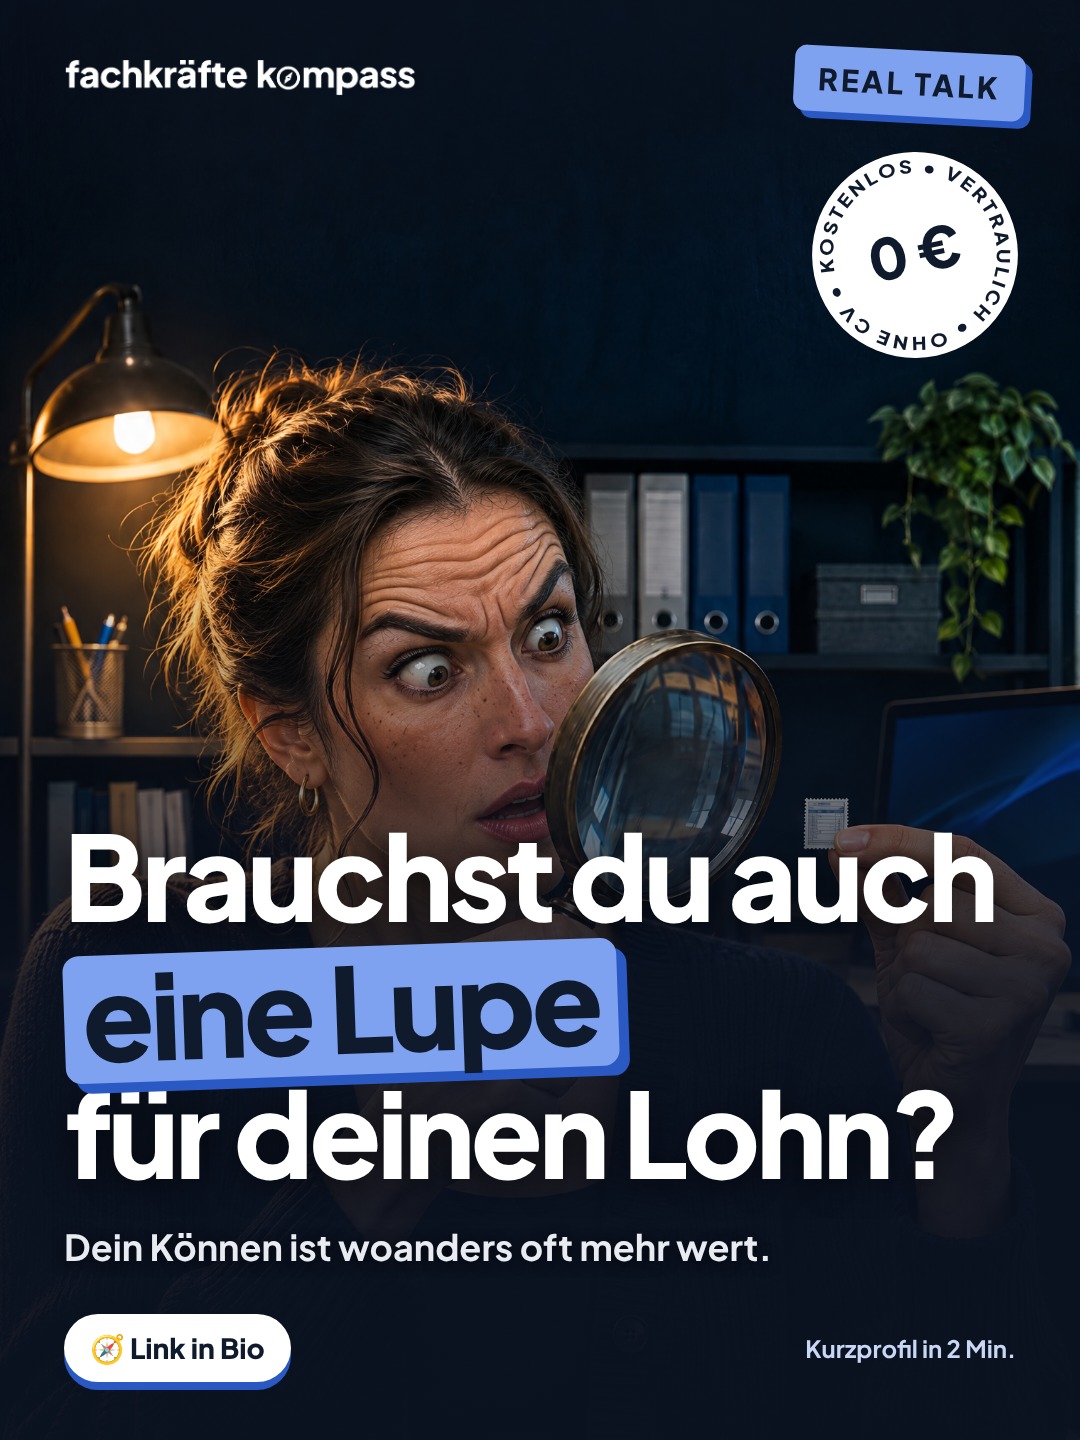 fachkräfte kompass
REAL TALK
KOSTENLOS • VERTRAULICH • OHNE CV •
0 €
Brauchst du auch
eine Lupe
für deinen Lohn?
Dein Können ist woanders oft mehr wert.
🧭 Link in Bio
Kurzprofil in 2 Min.